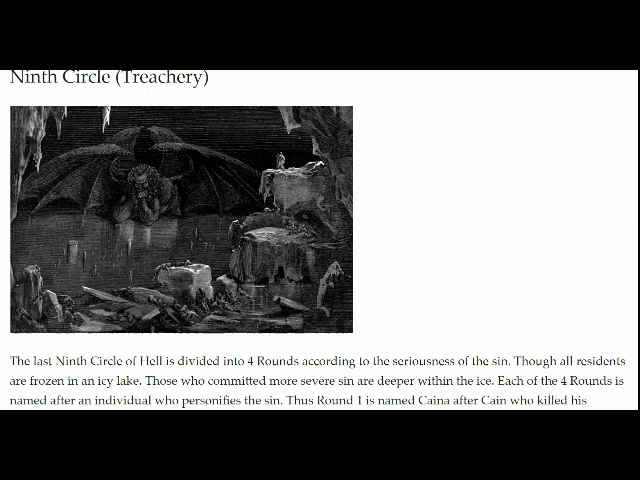 Ninth Circle (Treachery)
The last Ninth Circle of Hell is divided into 4 Rounds according to the seriousness of the sin. Though all residents
are frozen in an icy lake. Those who committed more severe sin are deeper within the ice. Each of the 4 Rounds is
named after an individual who personifies the sin. Thus Round 1 is named Caina after Cain who killed his